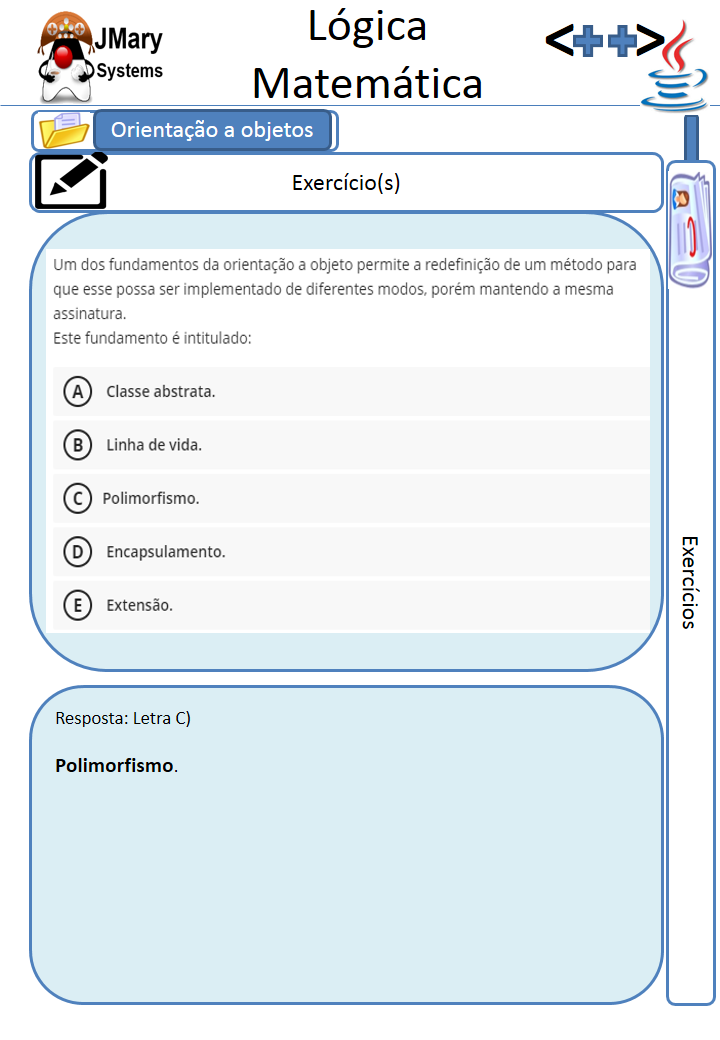 JMary
Systems
Lógica
Matemática
<++>
Orientação a objetos
Exercício(s)
Um dos fundamentos da orientação a objeto permite a redefinição de um método para
que esse possa ser implementado de diferentes modos, porém mantendo a mesma
assinatura.
Este fundamento é intitulado:
A Classe abstrata.
B Linha de vida.
C Polimorfismo.
D Encapsulamento.
E Extensão.
Exercícios
Resposta: Letra C)
Polimorfismo.